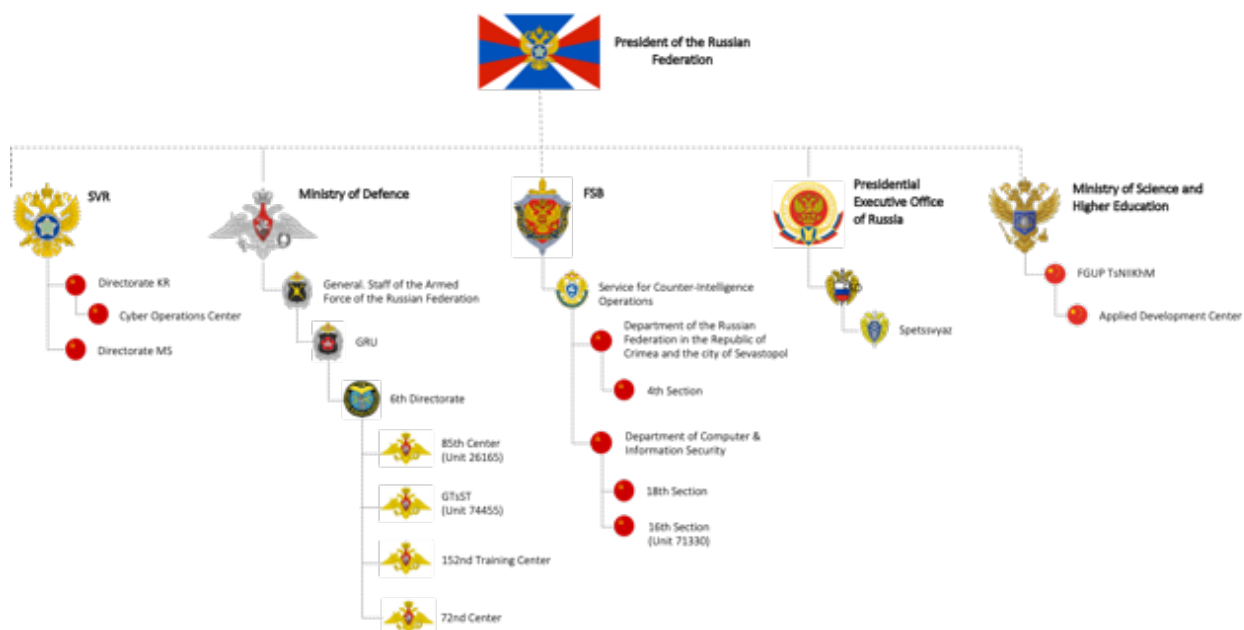 President of the Russian
Federation
SVR
Directorate KR
Cyber Operations Center
Directorate MS
Ministry of Defence
General. Staff of the Armed
Force of the Russian Federation
GRU
6th Directorate
85th Center
(Unit 26165)
GTsST
(Unit 74455)
152nd Training Center
72nd Center
FSB
Service for Counter-Intelligence
Operations
Department of the Russian
Federation in the Republic of
Crimea and the city of Sevastopol
4th Section
Department of Computer &
Information Security
18th Section
16th Section
(Unit 71330)
Presidential
Executive Office
of Russia
Spetssvyaz
Ministry of Science and
Higher Education
FGUP TsNIIKhM
Applied Development Center